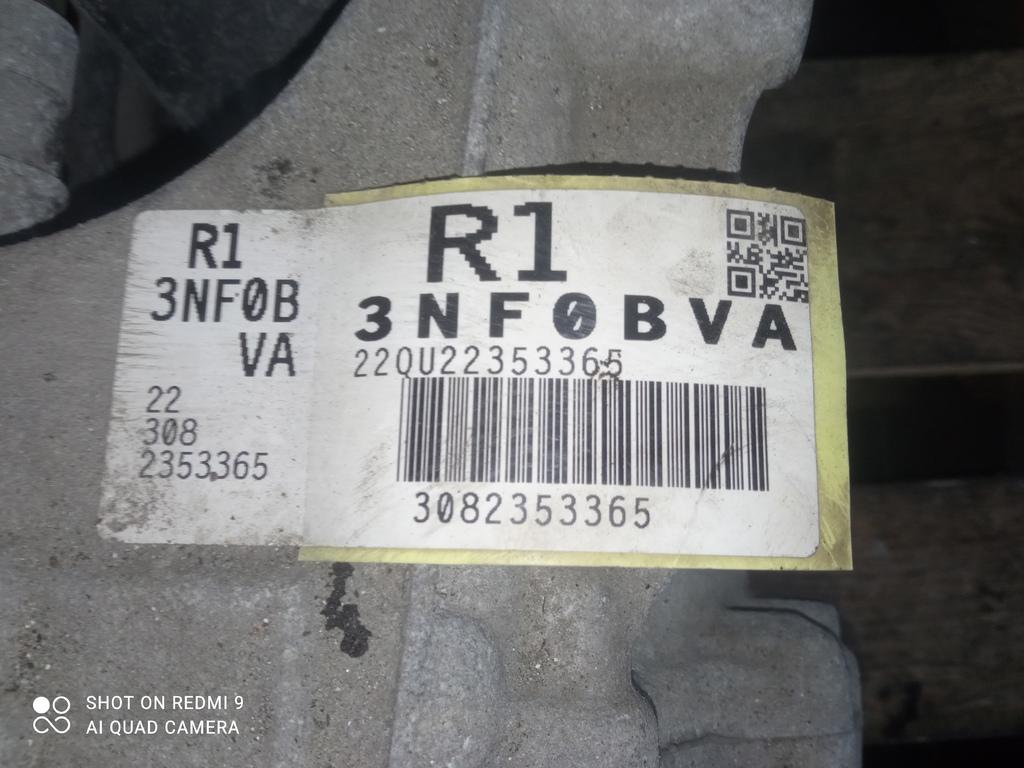 R1
3NF0B
VA
22
308
2353365
R1
3NF0BVA
22QU22353365
3082353365
SHOT ON REDMI 9
AI QUAD CAMERA